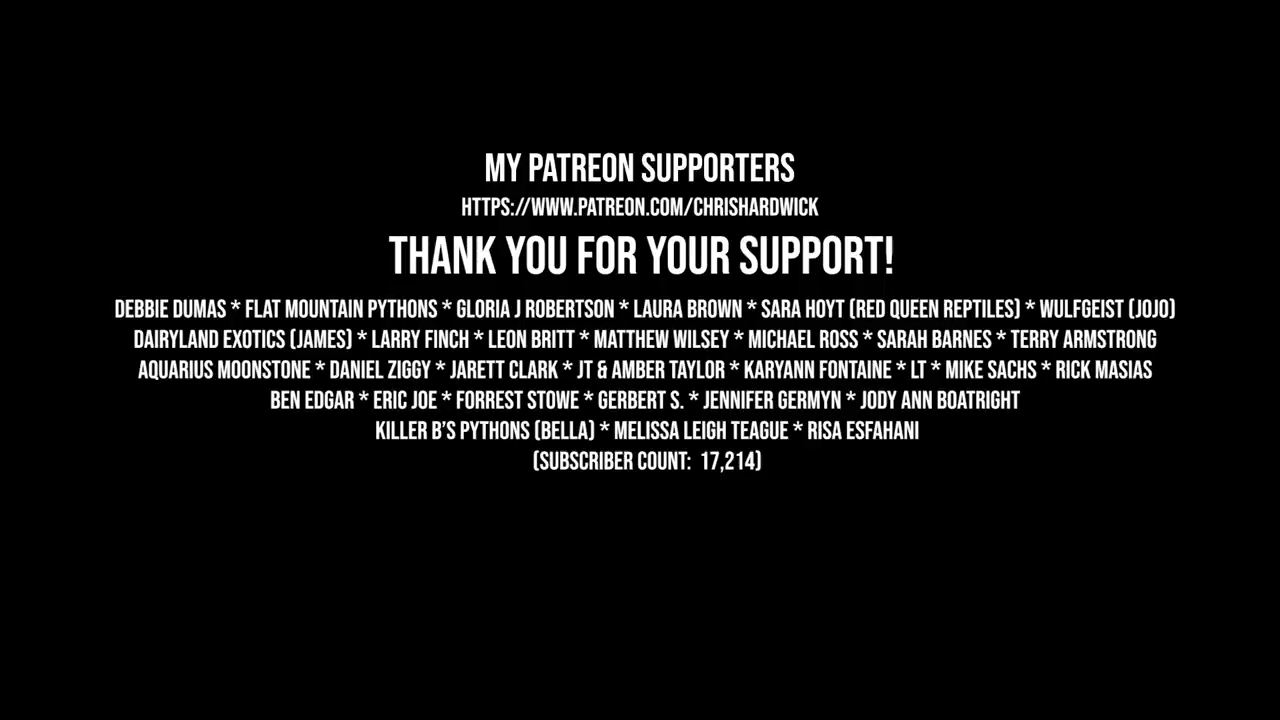 MY PATREON SUPPORTERS
HTTPS://WWW.PATREON.COM/CHRISHARDWICK
THANK YOU FOR YOUR SUPPORT!
DEBBIE DUMAS * FLAT MOUNTAIN PYTHONS * GLORIA J ROBERTSON * LAURA BROWN * SARA HOYT (RED QUEEN REPTILES) * WULFGEIST (JOJO)
DAIRYLAND EXOTICS (JAMES) * LARRY FINCH * LEON BRITT * MATTHEW WILSEY * MICHAEL ROSS * SARAH BARNES * TERRY ARMSTRONG
AQUARIUS MOONSTONE * DANIEL ZIGGY * JARETT CLARK * JT & AMBER TAYLOR * KARYANN FONTAINE * LT * MIKE SACHS * RICK MASIAS
BEN EDGAR * ERIC JOE * FORREST STOWE * GERBERT S. * JENNIFER GERMYN * JODY ANN BOATRIGHT
KILLER B'S PYTHONS (BELLA) * MELISSA LEIGH TEAGUE * RISA ESFAHANI
(SUBSCRIBER COUNT:  17,214)